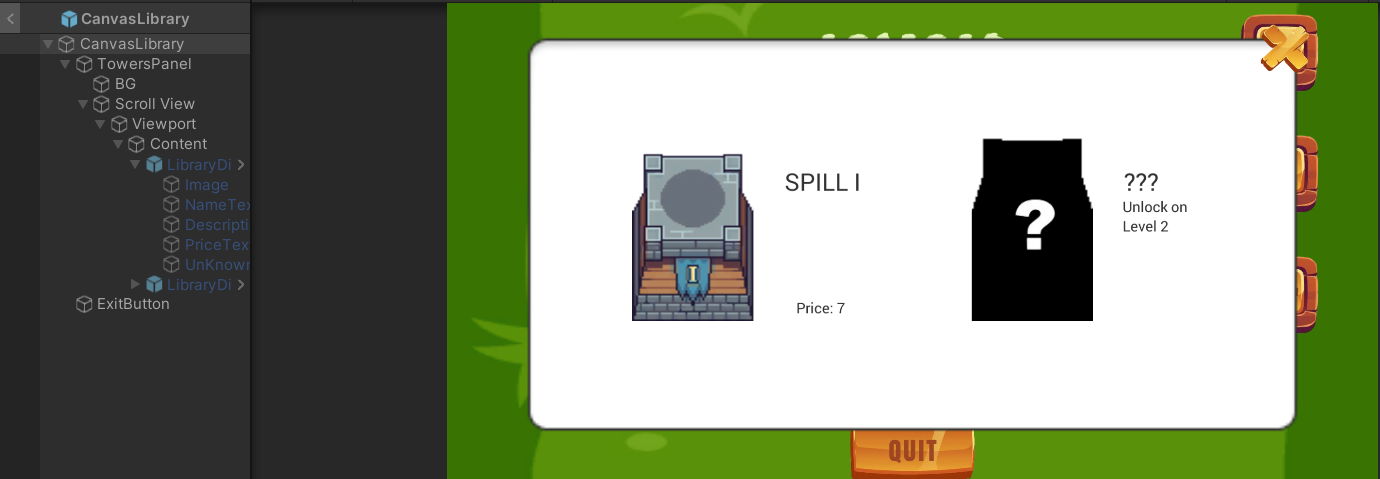 CanvasLibrary
CanvasLibrary
TowersPanel
BG
Scroll View
Viewport
Content
LibraryDi
Image
NameTex
Descripti
PriceTex
UnKnown
LibraryDi
ExitButton
SPILL I
I
Price: 7
?
???
Unlock on
Level 2
QUIT